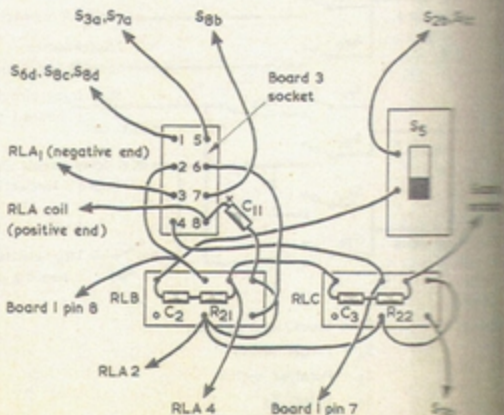 S3a,S7a
S8b
S6d,S8c,S8d
Board 3
socket
1 5
S5
RLA1 (negative end)
2 6
3 7
RLA coil
(positive end)
4 8
C11
Board 1 pin 8
RLB
C2
R21
RLC
C3
R22
RLA 2
RLA 4
Board 1 pin 7